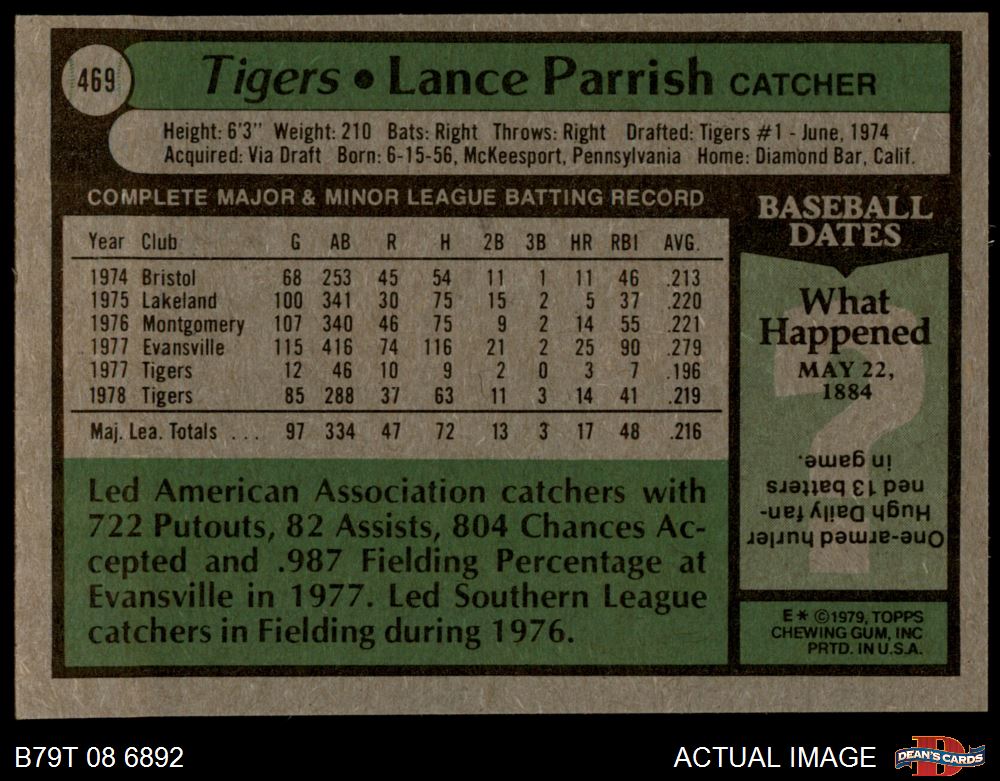 469
Tigers • Lance Parrish CATCHER
Height: 6'3" Weight: 210 Bats: Right Throws: Right Drafted: Tigers #1 - June, 1974
Acquired: Via Draft Born: 6-15-56, McKeesport, Pennsylvania Home: Diamond Bar, Calif.
COMPLETE MAJOR & MINOR LEAGUE BATTING RECORD
Year Club G AB R H 2B 3B HR RBI AVG.
1974 Bristol 68 253 45 54 11 1 11 46 .213
1975 Lakeland 100 341 30 75 15 2 5 37 .220
1976 Montgomery 107 340 46 75 9 2 14 55 .221
1977 Evansville 115 416 74 116 21 2 25 90 .279
1977 Tigers 12 46 10 9 2 0 3 7 .196
1978 Tigers 85 288 37 63 11 3 14 41 .219
Maj. Lea. Totals . . . 97 334 47 72 13 3 17 48 .216
Led American Association catchers with
722 Putouts, 82 Assists, 804 Chances Ac-
cepted and .987 Fielding Percentage at
Evansville in 1977. Led Southern League
catchers in Fielding during 1976.
BASEBALL
DATES
What
Happened
MAY 22,
1884
?
One-armed hurler
Hugh Daily fan-
ned 13 batters
in game.
E* ©1979, TOPPS
CHEWING GUM, INC
PRTD. IN U.S.A.
B79T 08 6892
ACTUAL IMAGE
D
DEAN'S CARDS